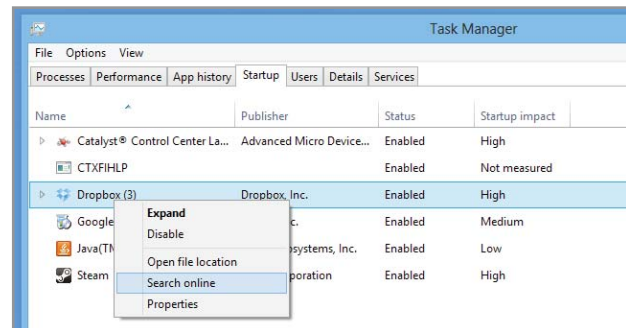 Task Manager
File Options View
Processes Performance App history Startup Users Details Services
Name Publisher Status Startup impact
Catalyst® Control Center La... Advanced Micro Device... Enabled High
CTXFIHLP Enabled Not measured
Dropbox (3) Dropbox, Inc. Enabled High
Google c. Enabled Medium
Java(TM osystems, Inc. Enabled Low
Steam poration Enabled High
Expand
Disable
Open file location
Search online
Properties